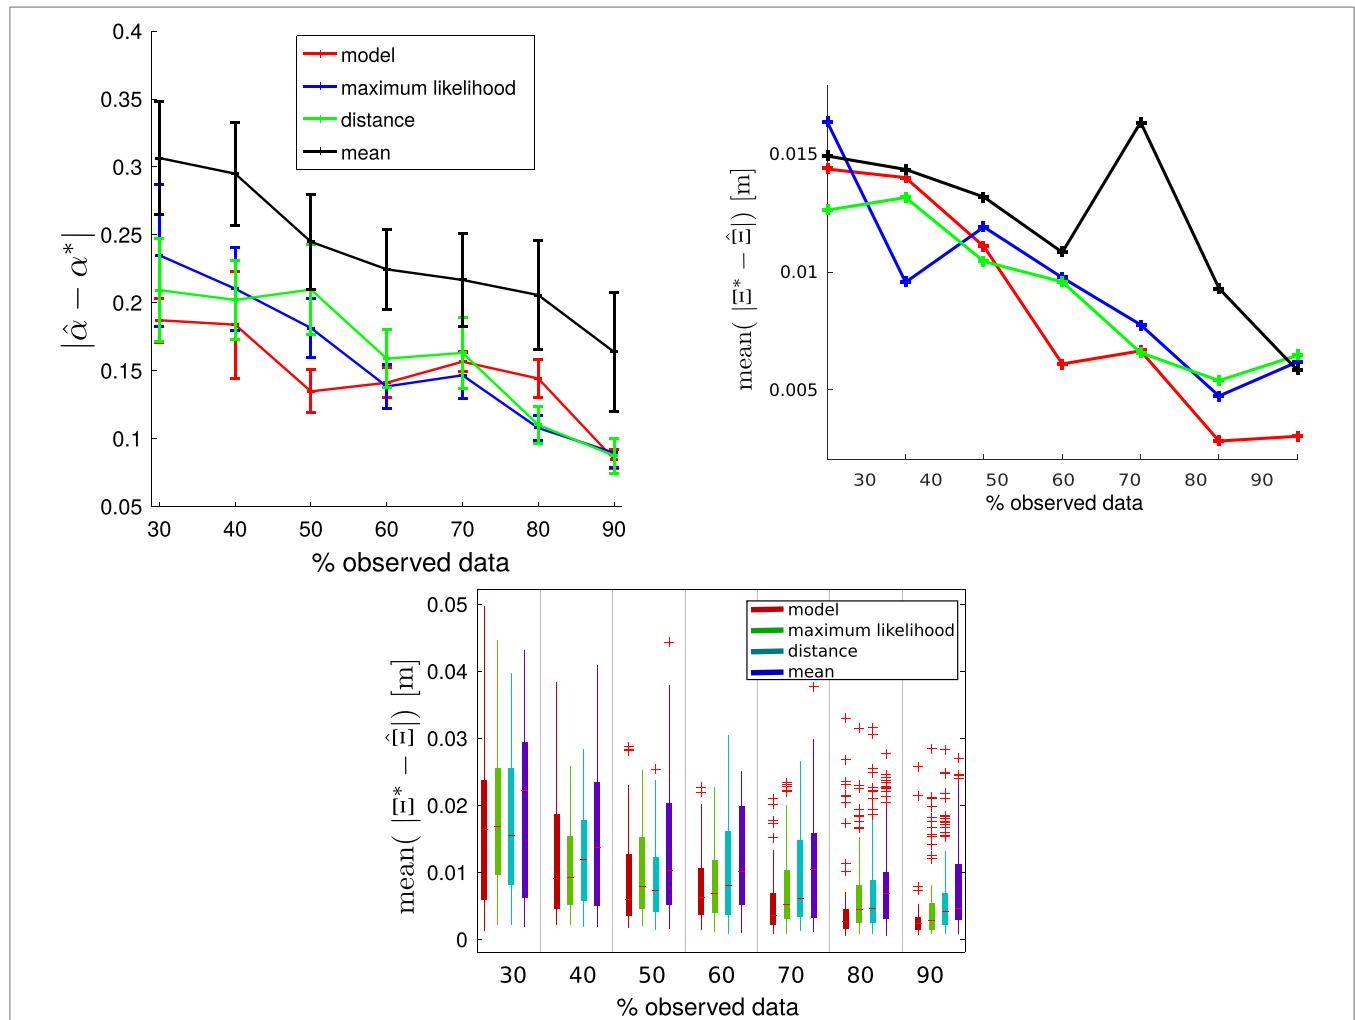 0.4
0.35
0.3
0.25
0.2
0.15
0.1
0.05
|α̂ − α*|
model
maximum likelihood
distance
mean
30 40 50 60 70 80 90
% observed data
0.015
0.01
0.005
mean( |Ξ* − Ξ̂|) [m]
30 40 50 60 70 80 90
% observed data
0.05
0.04
0.03
0.02
0.01
0
mean( |Ξ* − Ξ̂|) [m]
model
maximum likelihood
distance
mean
30 40 50 60 70 80 90
% observed data